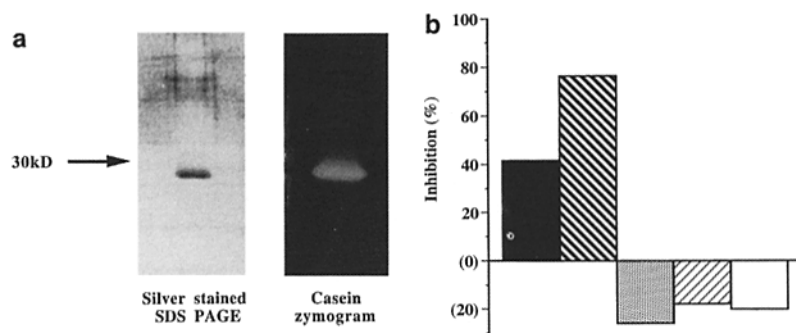 a
30kD
Silver stained
SDS PAGE
Casein
zymogram
b
Inhibition (%)
100
80
60
40
20
(0)
(20)